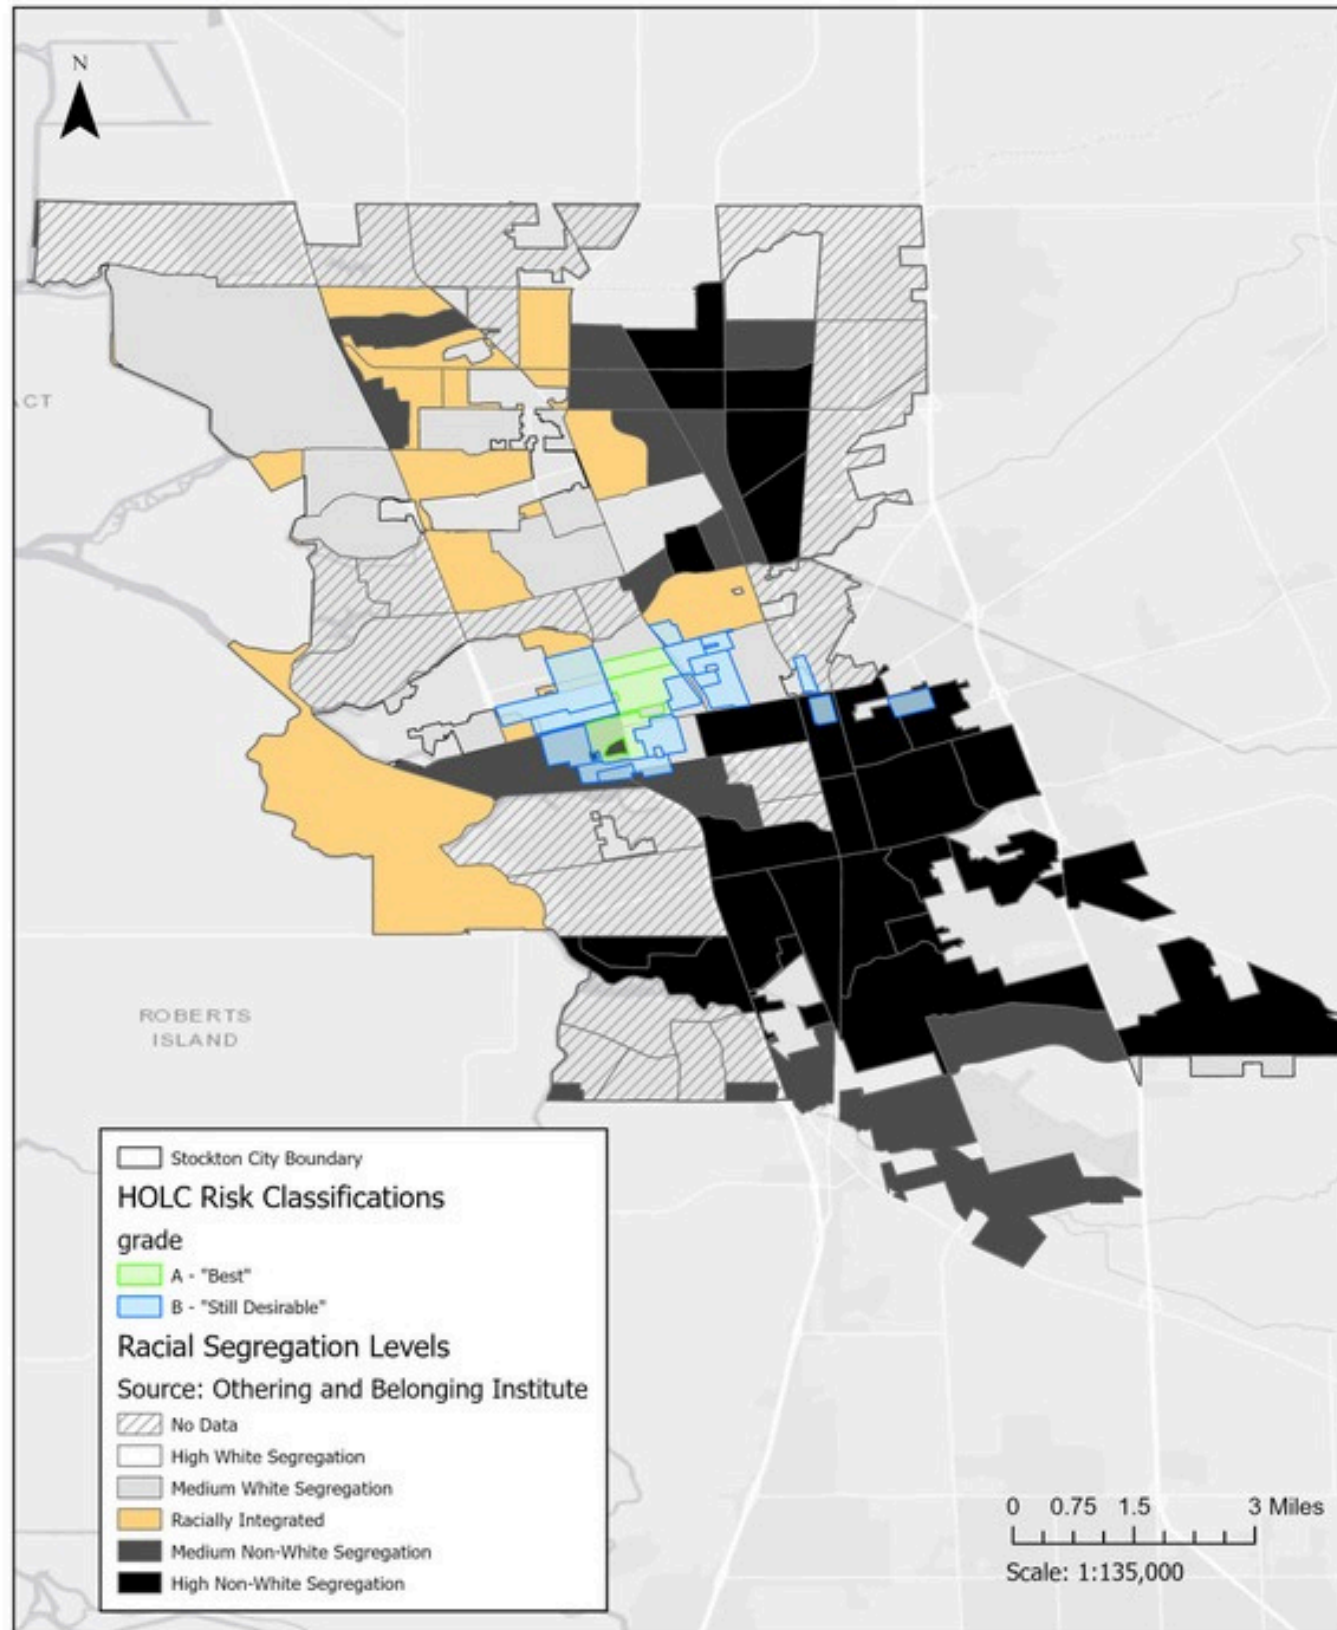 N
ACT
ROBERTS
ISLAND
Stockton City Boundary
HOLC Risk Classifications
grade
A - "Best"
B - "Still Desirable"
Racial Segregation Levels
Source: Othering and Belonging Institute
No Data
High White Segregation
Medium White Segregation
Racially Integrated
Medium Non-White Segregation
High Non-White Segregation
0 0.75 1.5 3 Miles
Scale: 1:135,000